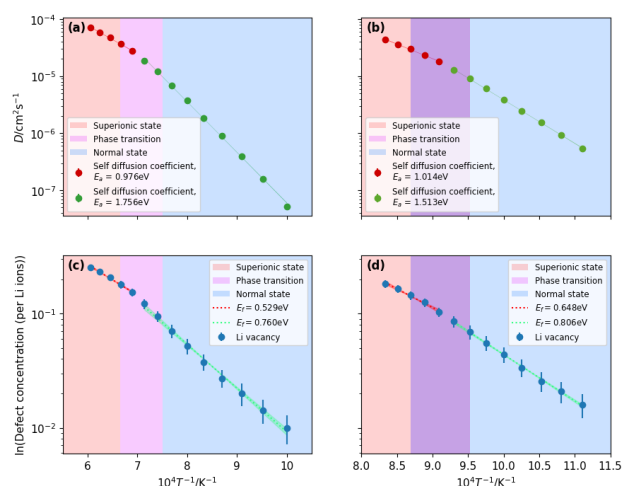 (a)
(b)
10⁻⁴
10⁻⁵
10⁻⁶
10⁻⁷
D/cm²s⁻¹
Superionic state
Phase transition
Normal state
Self diffusion coefficient,
Eₐ = 0.976eV
Self diffusion coefficient,
Eₐ = 1.756eV
Superionic state
Phase transition
Normal state
Self diffusion coefficient,
Eₐ = 1.014eV
Self diffusion coefficient,
Eₐ = 1.513eV
(c)
(d)
10⁻¹
10⁻²
ln(Defect concentration (per Li ions))
Superionic state
Phase transition
Normal state
E_f = 0.529eV
E_f = 0.760eV
Li vacancy
Superionic state
Phase transition
Normal state
E_f = 0.648eV
E_f = 0.806eV
Li vacancy
6 7 8 9 10
10⁴T⁻¹/K⁻¹
8.0 8.5 9.0 9.5 10.0 10.5 11.0 11.5
10⁴T⁻¹/K⁻¹